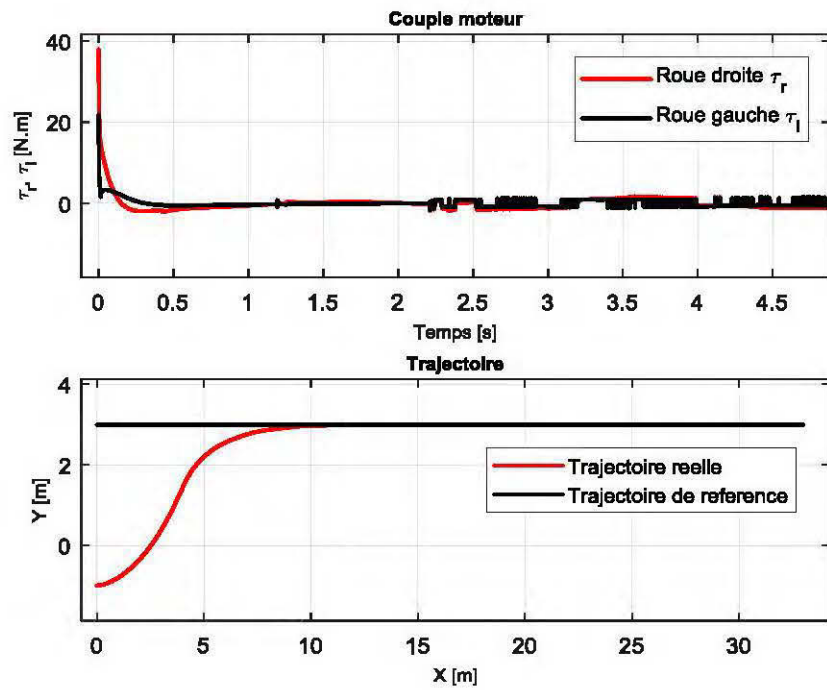 Couple moteur
40
20
0
τr, τl [N.m]
Roue droite τr
Roue gauche τl
0 0.5 1 1.5 2 2.5 3 3.5 4 4.5
Temps [s]
Trajectoire
4
2
0
Y [m]
Trajectoire reelle
Trajectoire de reference
0 5 10 15 20 25 30
X [m]